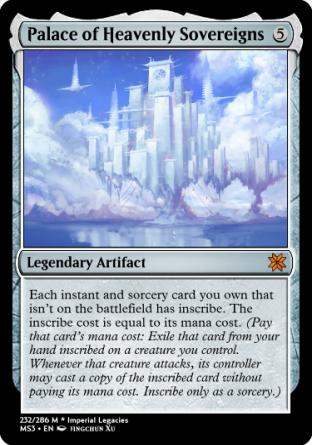 Palace of Heavenly Sovereigns 5
Legendary Artifact
Each instant and sorcery card you own that
isn't on the battlefield has inscribe. The
inscribe cost is equal to its mana cost. (Pay
that card's mana cost: Exile that card from
your hand inscribed on a creature you control.
Whenever that creature attacks, its controller
may cast a copy of the inscribed card without
paying its mana cost. Inscribe only as a sorcery.)
232/286 M * Imperial Legacies
MS3 • EN Jingchun Xu